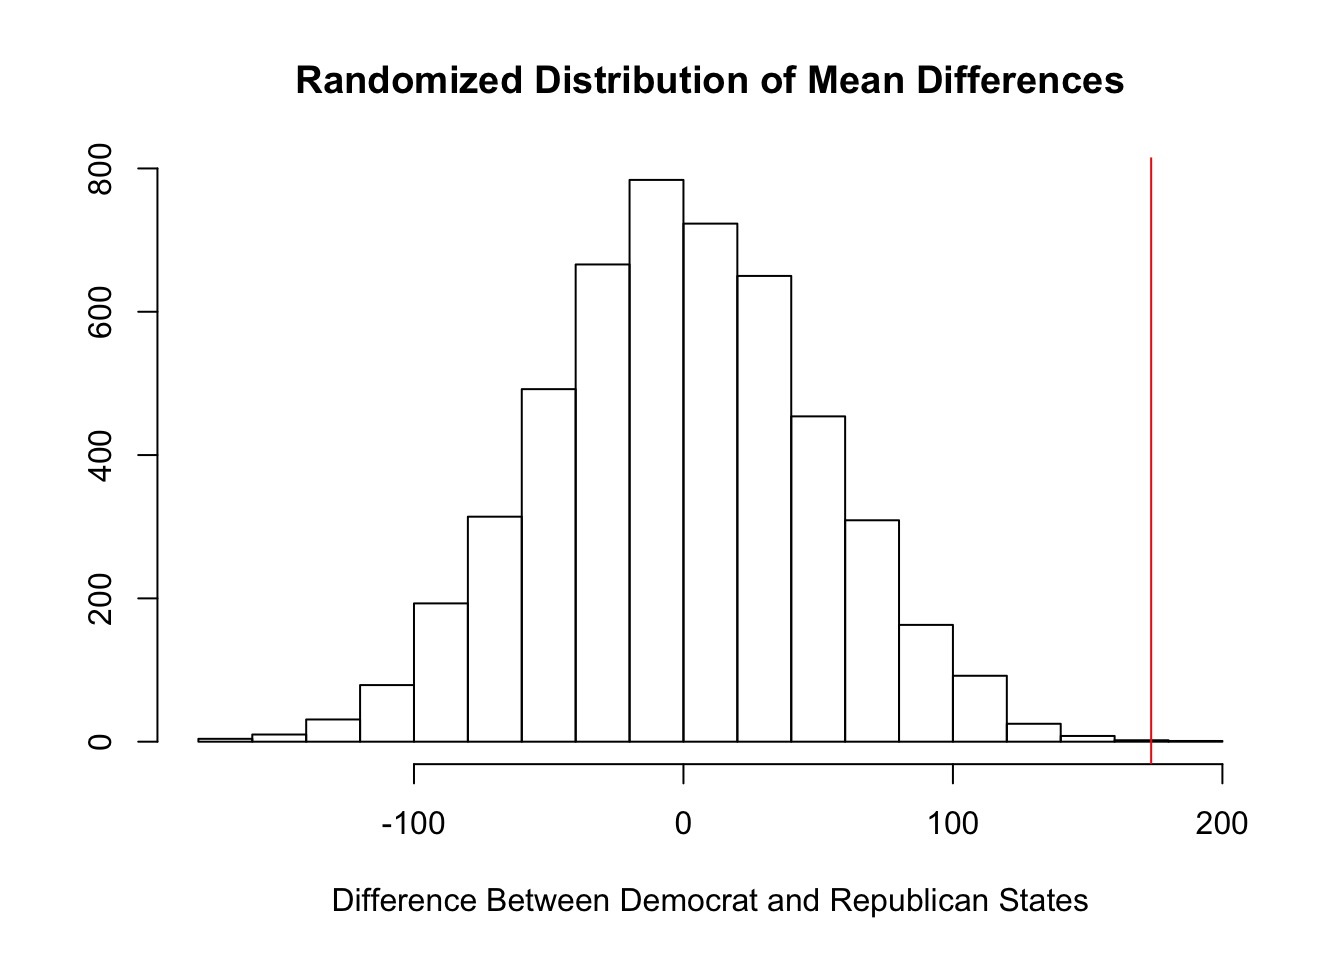 Randomized Distribution of Mean Differences
800
600
400
200
0
-100 0 100 200
Difference Between Democrat and Republican States